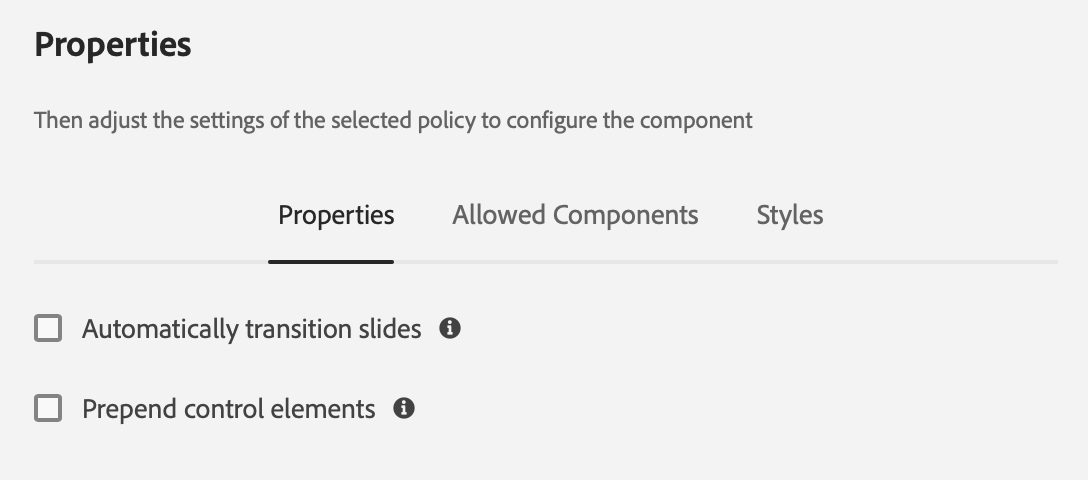 Properties
Then adjust the settings of the selected policy to configure the component
Properties Allowed Components Styles
Automatically transition slides
Prepend control elements